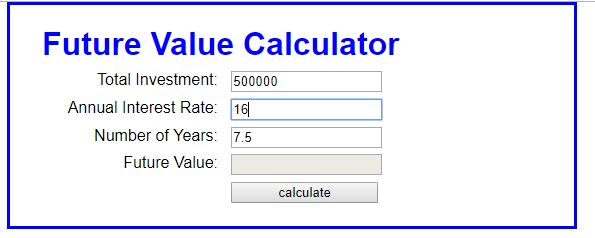 Future Value Calculator
Total Investment: 500000
Annual Interest Rate: 16
Number of Years: 7.5
Future Value:
calculate